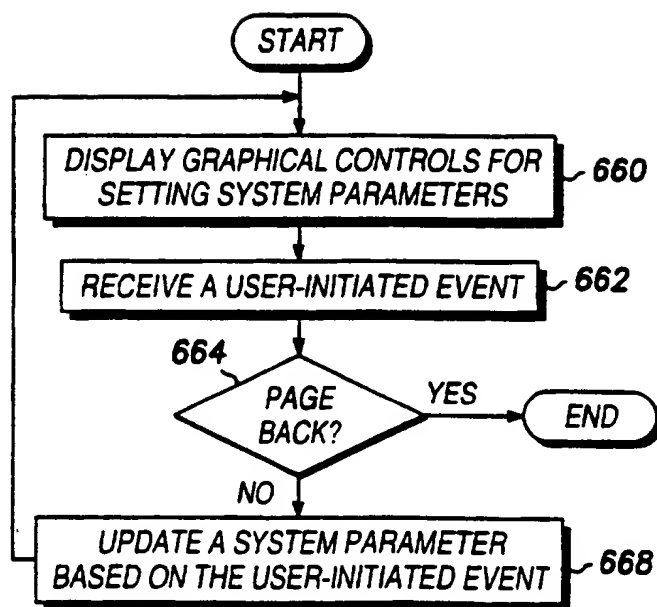 START
DISPLAY GRAPHICAL CONTROLS FOR
SETTING SYSTEM PARAMETERS
660
RECEIVE A USER-INITIATED EVENT
662
664
PAGE
BACK?
YES
END
NO
UPDATE A SYSTEM PARAMETER
BASED ON THE USER-INITIATED EVENT
668